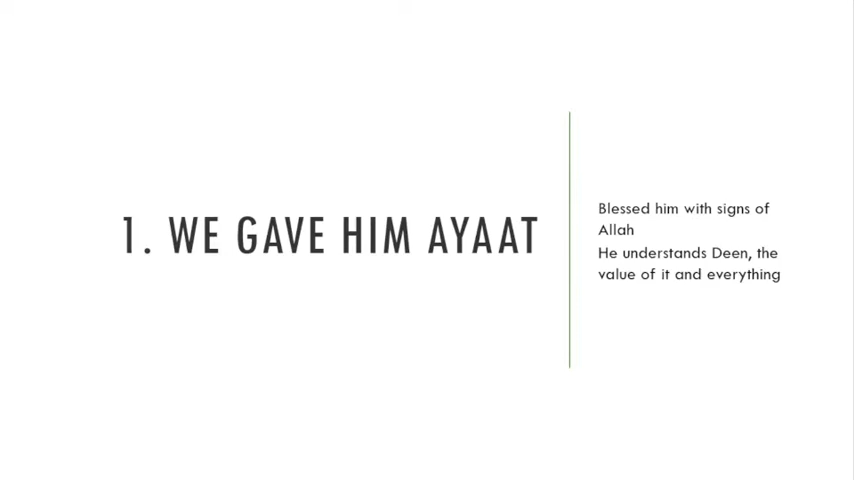 1. WE GAVE HIM AYAAT
Blessed him with signs of
Allah
He understands Deen, the
value of it and everything